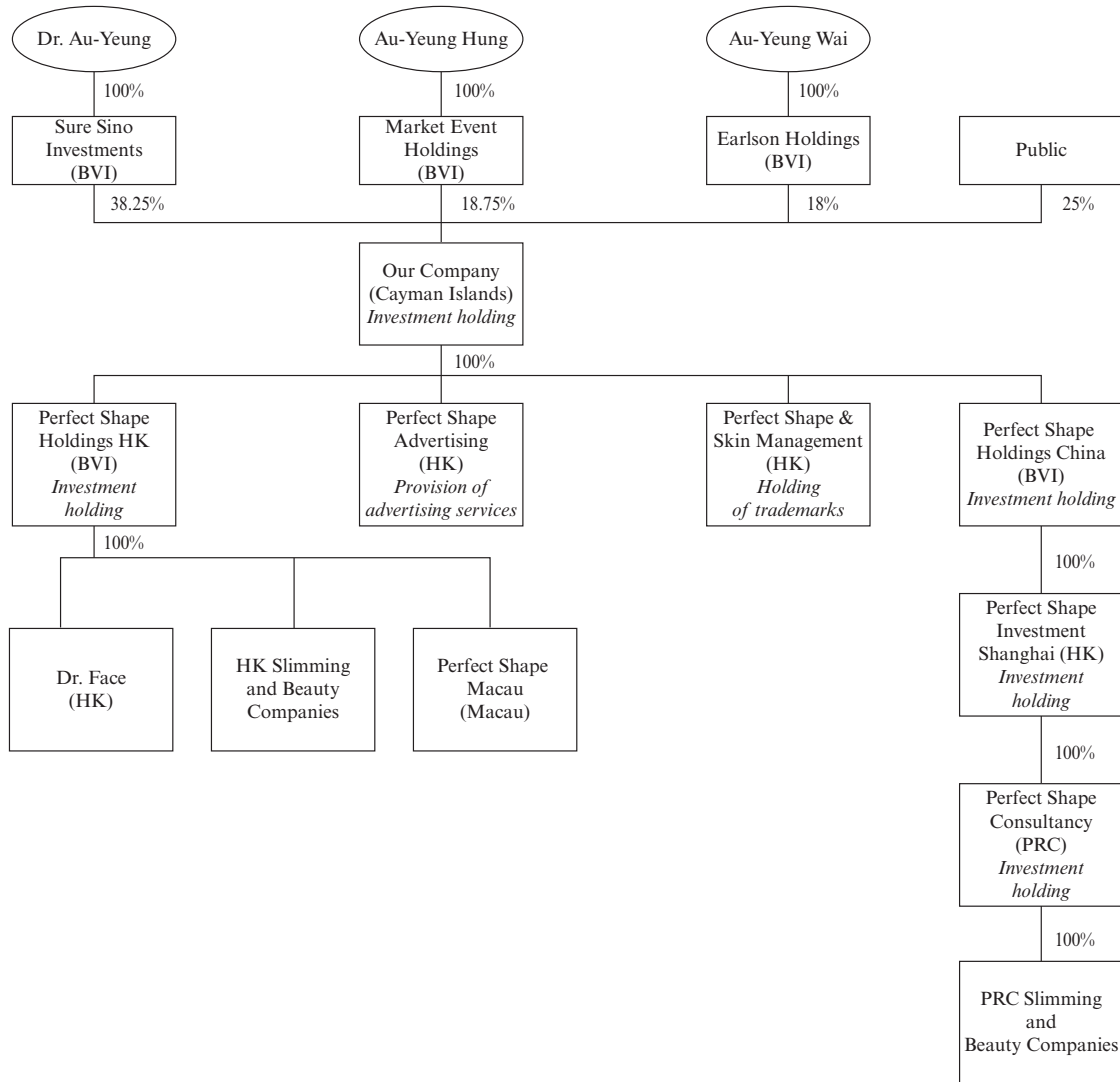 Dr. Au-Yeung
Au-Yeung Hung
Au-Yeung Wai
100%
100%
100%
Sure Sino
Investments
(BVI)
Market Event
Holdings
(BVI)
Earlson Holdings
(BVI)
Public
38.25%
18.75%
18%
25%
Our Company
(Cayman Islands)
Investment holding
100%
Perfect Shape
Holdings HK
(BVI)
Investment
holding
Perfect Shape
Advertising
(HK)
Provision of
advertising services
Perfect Shape &
Skin Management
(HK)
Holding
of trademarks
Perfect Shape
Holdings China
(BVI)
Investment holding
100%
100%
Dr. Face
(HK)
HK Slimming
and Beauty
Companies
Perfect Shape
Macau
(Macau)
Perfect Shape
Investment
Shanghai (HK)
Investment
holding
100%
Perfect Shape
Consultancy
(PRC)
Investment
holding
100%
PRC Slimming
and
Beauty Companies